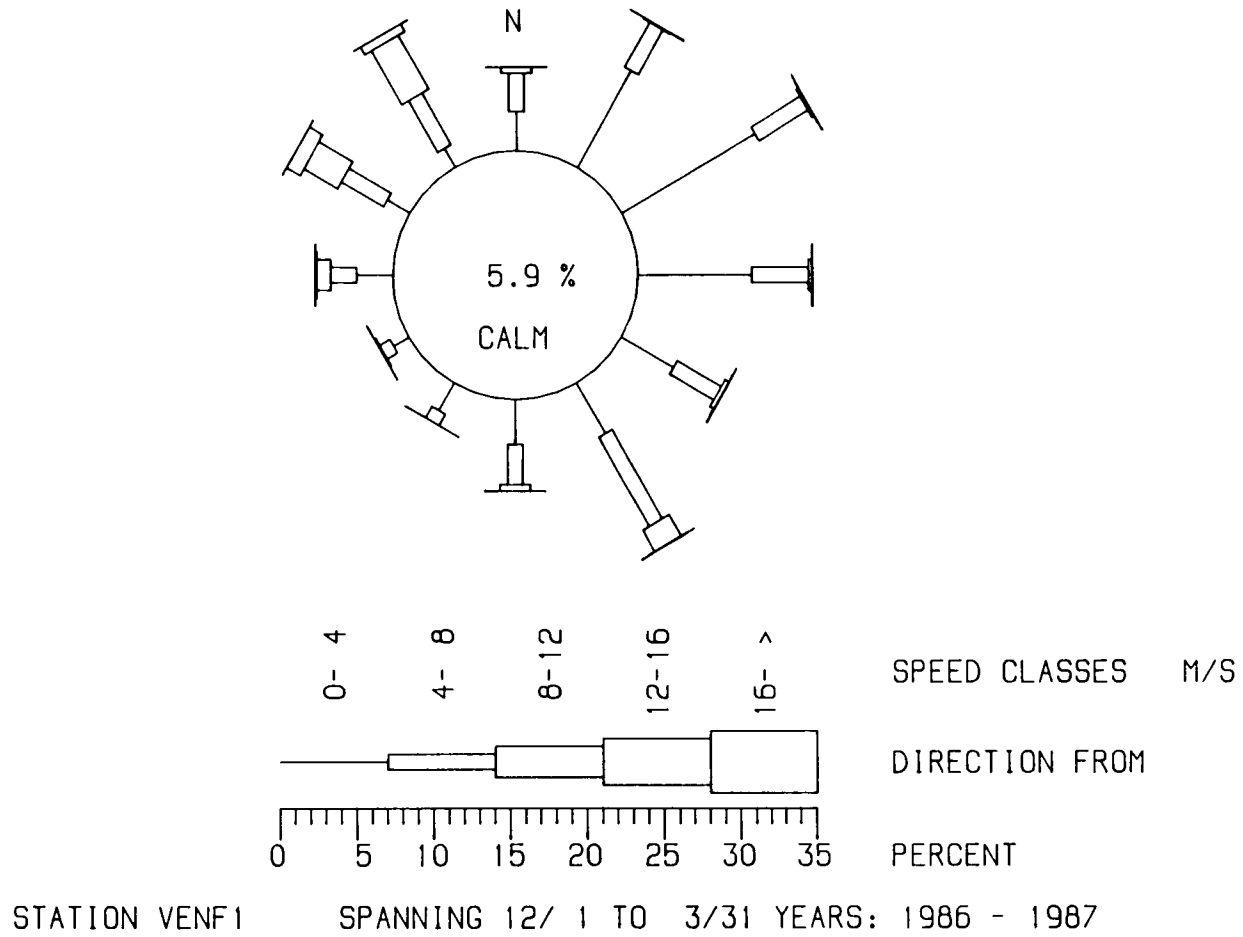 N
5.9 %
CALM
0- 4 4- 8 8-12 12-16 16- > SPEED CLASSES M/S
DIRECTION FROM
0 5 10 15 20 25 30 35 PERCENT
STATION VENF1 SPANNING 12/ 1 TO 3/31 YEARS: 1986 - 1987